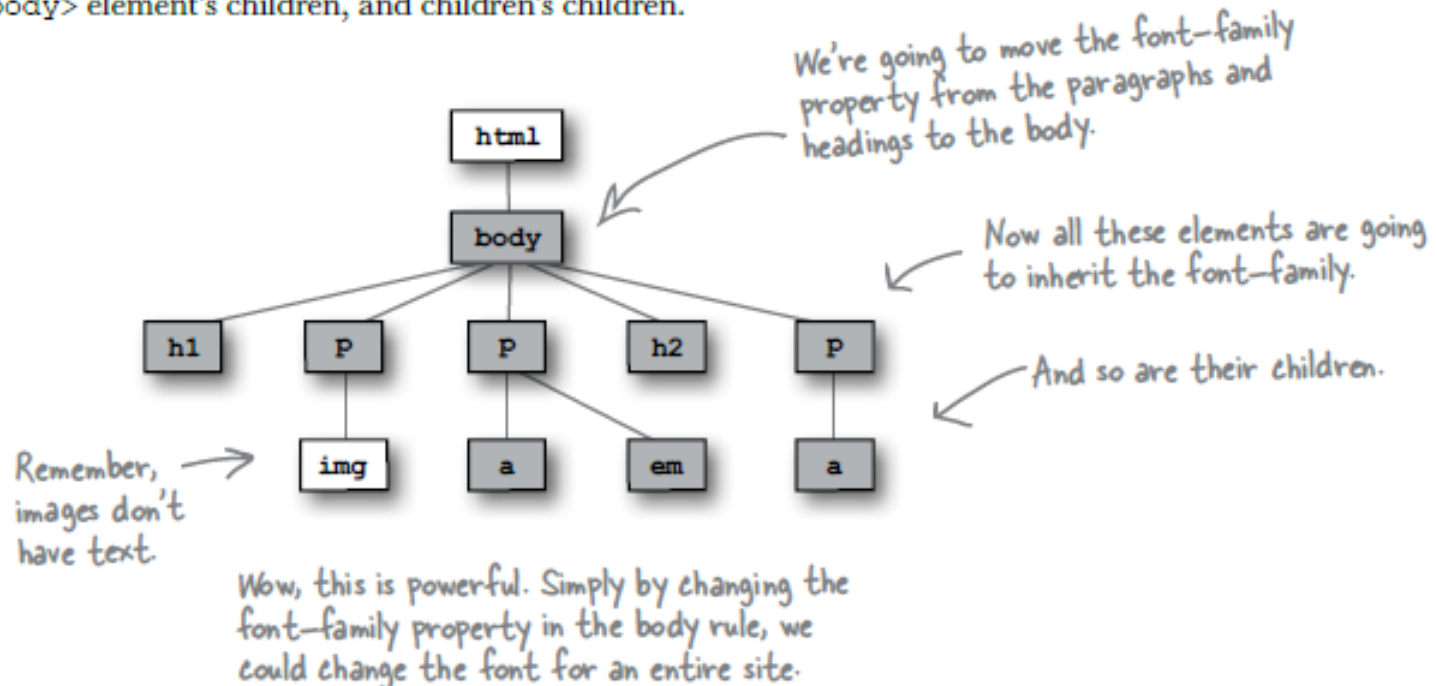 body> element's children, and children's children.
We're going to move the font-family
property from the paragraphs and
headings to the body.
html
body
Now all these elements are going
to inherit the font-family.
h1
p
p
h2
p
And so are their children.
Remember,
images don't
have text.
img
a
em
a
Wow, this is powerful. Simply by changing the
font-family property in the body rule, we
could change the font for an entire site.